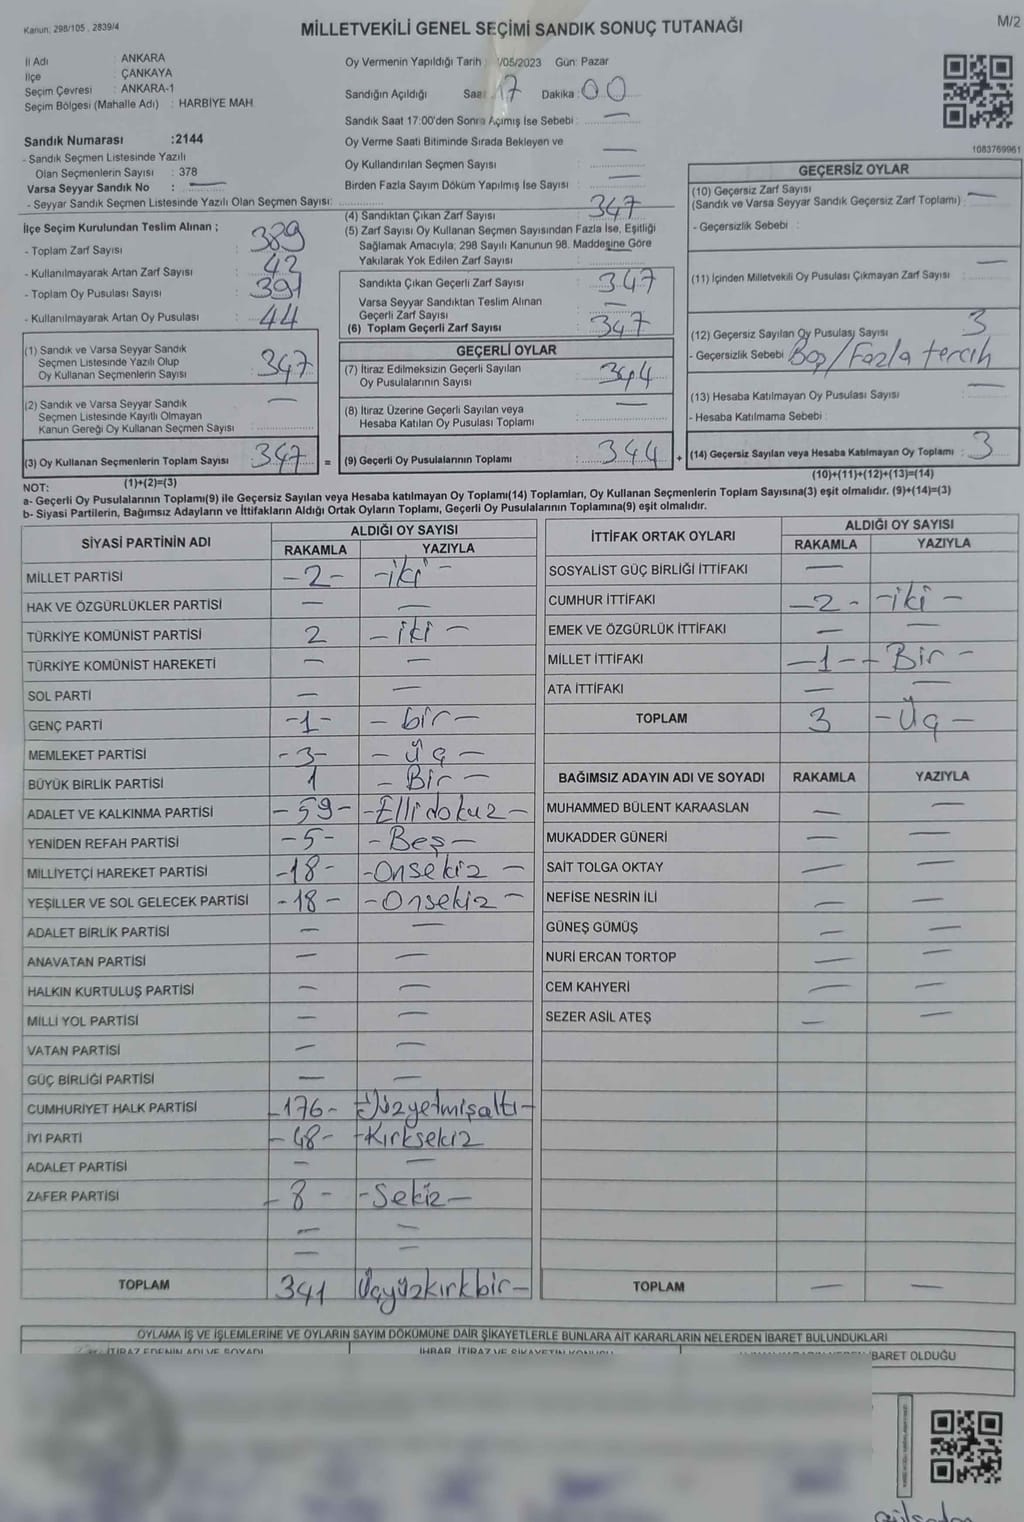 Kanun: 298/105 , 2839/4
MİLLETVEKİLİ GENEL SEÇİMİ SANDIK SONUÇ TUTANAĞI
M/2
İl Adı : ANKARA
İlçe : ÇANKAYA
Seçim Çevresi : ANKARA-1
Seçim Bölgesi (Mahalle Adı) : HARBİYE MAH
Sandık Numarası :2144
- Sandık Seçmen Listesinde Yazılı
Olan Seçmenlerin Sayısı : 378
Varsa Seyyar Sandık No : —
- Seyyar Sandık Seçmen Listesinde Yazılı Olan Seçmen Sayısı:
Oy Vermenin Yapıldığı Tarih : /05/2023 Gün: Pazar
Sandığın Açıldığı Saat 17 Dakika : 00
Sandık Saat 17:00'den Sonra Açımış İse Sebebi : —
Oy Verme Saati Bitiminde Sırada Bekleyen ve
Oy Kullandırılan Seçmen Sayısı —
Birden Fazla Sayım Döküm Yapılmış İse Sayısı : —
1083769961
İlçe Seçim Kurulundan Teslim Alınan ;
- Toplam Zarf Sayısı : 389
- Kullanılmayarak Artan Zarf Sayısı : 42
- Toplam Oy Pusulası Sayısı : 391
- Kullanılmayarak Artan Oy Pusulası : 44
(1) Sandık ve Varsa Seyyar Sandık
Seçmen Listesinde Yazılı Olup
Oy Kullanan Seçmenlerin Sayısı : 347
(2) Sandık ve Varsa Seyyar Sandık
Seçmen Listesinde Kayıtlı Olmayan
Kanun Gereği Oy Kullanan Seçmen Sayısı : —
(3) Oy Kullanan Seçmenlerin Toplam Sayısı : 347 =
(1)+(2)=(3)
(4) Sandıktan Çıkan Zarf Sayısı : 347
(5) Zarf Sayısı Oy Kullanan Seçmen Sayısından Fazla İse, Eşitliği
Sağlamak Amacıyla; 298 Sayılı Kanunun 98. Maddesine Göre
Yakılarak Yok Edilen Zarf Sayısı : —
Sandıkta Çıkan Geçerli Zarf Sayısı : 347
Varsa Seyyar Sandıktan Teslim Alınan
Geçerli Zarf Sayısı : —
(6) Toplam Geçerli Zarf Sayısı : 347
GEÇERLİ OYLAR
(7) İtiraz Edilmeksizin Geçerli Sayılan
Oy Pusulalarının Sayısı : 344
(8) İtiraz Üzerine Geçerli Sayılan veya
Hesaba Katılan Oy Pusulası Toplamı : —
(9) Geçerli Oy Pusulalarının Toplamı : 344 +
GEÇERSİZ OYLAR
(10) Geçersiz Zarf Sayısı
(Sandık ve Varsa Seyyar Sandık Geçersiz Zarf Toplamı) : —
- Geçersizlik Sebebi :
(11) İçinden Milletvekili Oy Pusulası Çıkmayan Zarf Sayısı : —
(12) Geçersiz Sayılan Oy Pusulası Sayısı : 3
- Geçersizlik Sebebi Boş/Fazla tercih
(13) Hesaba Katılmayan Oy Pusulası Sayısı : —
- Hesaba Katılmama Sebebi :
(14) Geçersiz Sayılan veya Hesaba Katılmayan Oy Toplamı : 3
(10)+(11)+(12)+(13)=(14)
NOT:
a- Geçerli Oy Pusulalarının Toplamı(9) ile Geçersiz Sayılan veya Hesaba katılmayan Oy Toplamı(14) Toplamları, Oy Kullanan Seçmenlerin Toplam Sayısına(3) eşit olmalıdır. (9)+(14)=(3)
b- Siyasi Partilerin, Bağımsız Adayların ve İttifakların Aldığı Ortak Oyların Toplamı, Geçerli Oy Pusulalarının Toplamına(9) eşit olmalıdır.
SİYASİ PARTİNİN ADI ALDIĞI OY SAYISI
RAKAMLA YAZIYLA
MİLLET PARTİSİ -2- -iki-
HAK VE ÖZGÜRLÜKLER PARTİSİ — —
TÜRKİYE KOMÜNİST PARTİSİ 2 -iki-
TÜRKİYE KOMÜNİST HAREKETİ — —
SOL PARTİ — —
GENÇ PARTİ -1- -bir-
MEMLEKET PARTİSİ -3- -Üç-
BÜYÜK BİRLİK PARTİSİ 1 -Bir-
ADALET VE KALKINMA PARTİSİ -59- -Ellidokuz-
YENİDEN REFAH PARTİSİ -5- -Beş-
MİLLİYETÇİ HAREKET PARTİSİ -18- -Onsekiz-
YEŞİLLER VE SOL GELECEK PARTİSİ -18- -Onsekiz-
ADALET BİRLİK PARTİSİ — —
ANAVATAN PARTİSİ — —
HALKIN KURTULUŞ PARTİSİ — —
MİLLİ YOL PARTİSİ — —
VATAN PARTİSİ — —
GÜÇ BİRLİĞİ PARTİSİ — —
CUMHURİYET HALK PARTİSİ -176- -Yüzyetmişaltı-
İYİ PARTİ -48- -Kırksekiz
ADALET PARTİSİ — —
ZAFER PARTİSİ -8- -Sekiz-
— —
— —
TOPLAM 341 Üçyüzkırkbir-
İTTİFAK ORTAK OYLARI ALDIĞI OY SAYISI
RAKAMLA YAZIYLA
SOSYALİST GÜÇ BİRLİĞİ İTTİFAKI —
CUMHUR İTTİFAKI -2- -iki-
EMEK VE ÖZGÜRLÜK İTTİFAKI — —
MİLLET İTTİFAKI -1- -Bir-
ATA İTTİFAKI — —
TOPLAM 3 -Üç-
BAĞIMSIZ ADAYIN ADI VE SOYADI RAKAMLA YAZIYLA
MUHAMMED BÜLENT KARAASLAN — —
MUKADDER GÜNERİ — —
SAİT TOLGA OKTAY — —
NEFİSE NESRİN İLİ — —
GÜNEŞ GÜMÜŞ — —
NURİ ERCAN TORTOP — —
CEM KAHYERİ — —
SEZER ASİL ATEŞ — —
TOPLAM — —
OYLAMA İŞ VE İŞLEMLERİNE VE OYLARIN SAYIM DÖKÜMÜNE DAİR ŞİKAYETLERLE BUNLARA AİT KARARLARIN NELERDEN İBARET BULUNDUKLARI
İTİRAZ EDENİN ADI VE SOYADI İHBAR, İTİRAZ VE ŞİKAYETİN KONUSU İBARET OLDUĞU